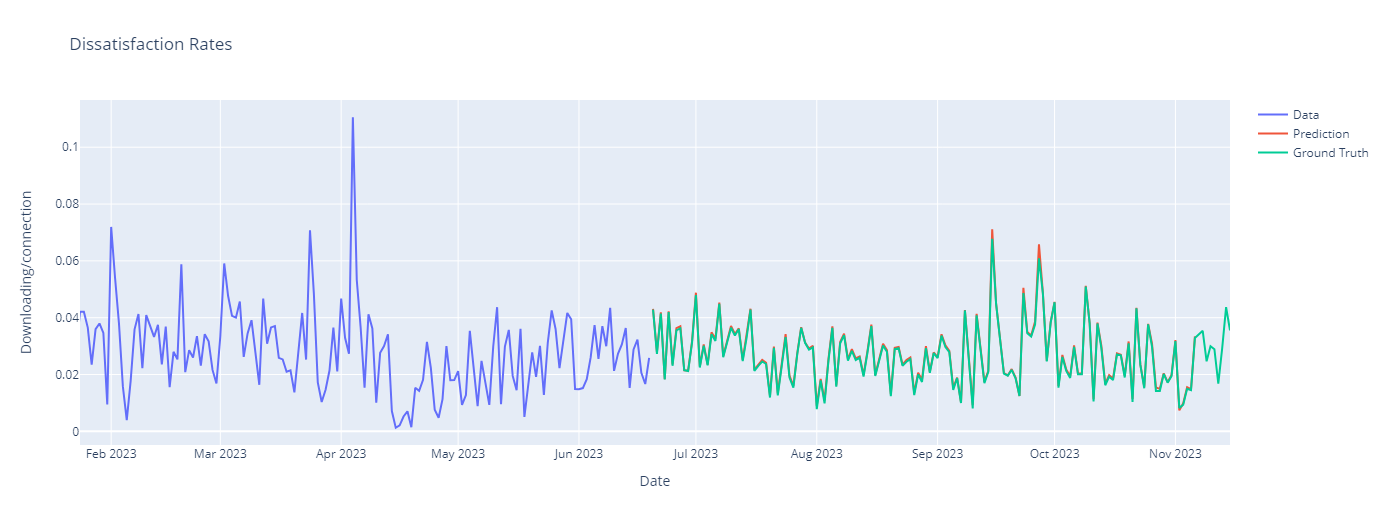 Dissatisfaction Rates
Data
Prediction
Ground Truth
Downloading/connection
0.1
0.08
0.06
0.04
0.02
0
Feb 2023
Mar 2023
Apr 2023
May 2023
Jun 2023
Jul 2023
Aug 2023
Sep 2023
Oct 2023
Nov 2023
Date